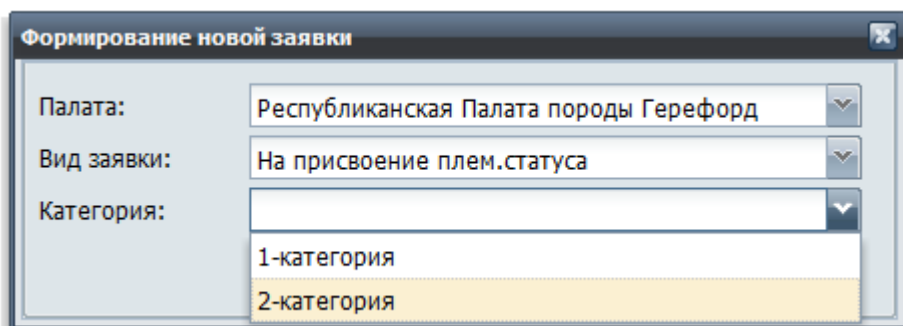 Формирование новой заявки
Палата: Республиканская Палата породы Герефорд
Вид заявки: На присвоение плем.статуса
Категория:
1-категория
2-категория